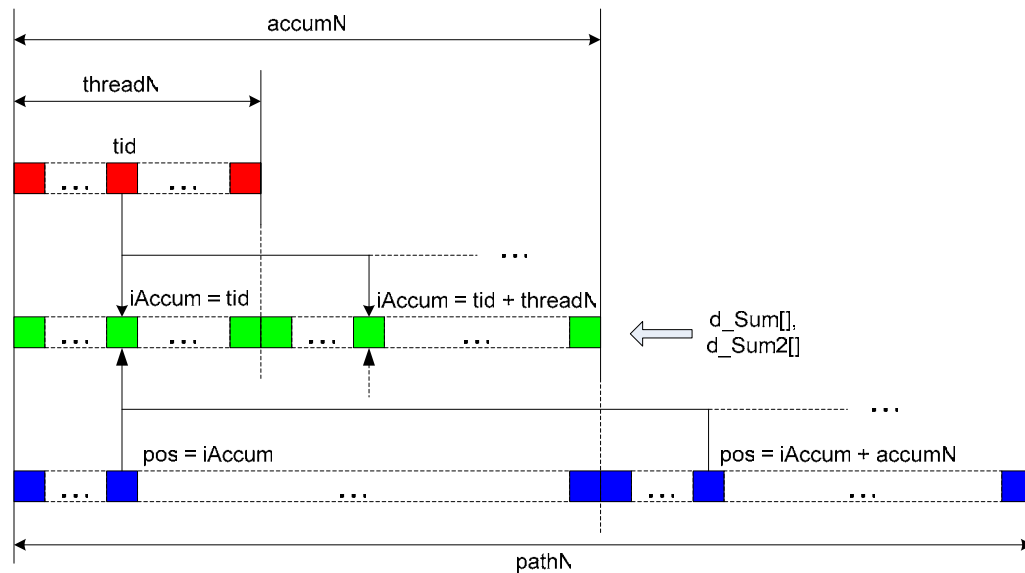 accumN
threadN
tid
...
...
...
iAccum = tid
iAccum = tid + threadN
d_Sum[],
d_Sum2[]
...
...
...
...
...
pos = iAccum
pos = iAccum + accumN
...
...
...
...
pathN